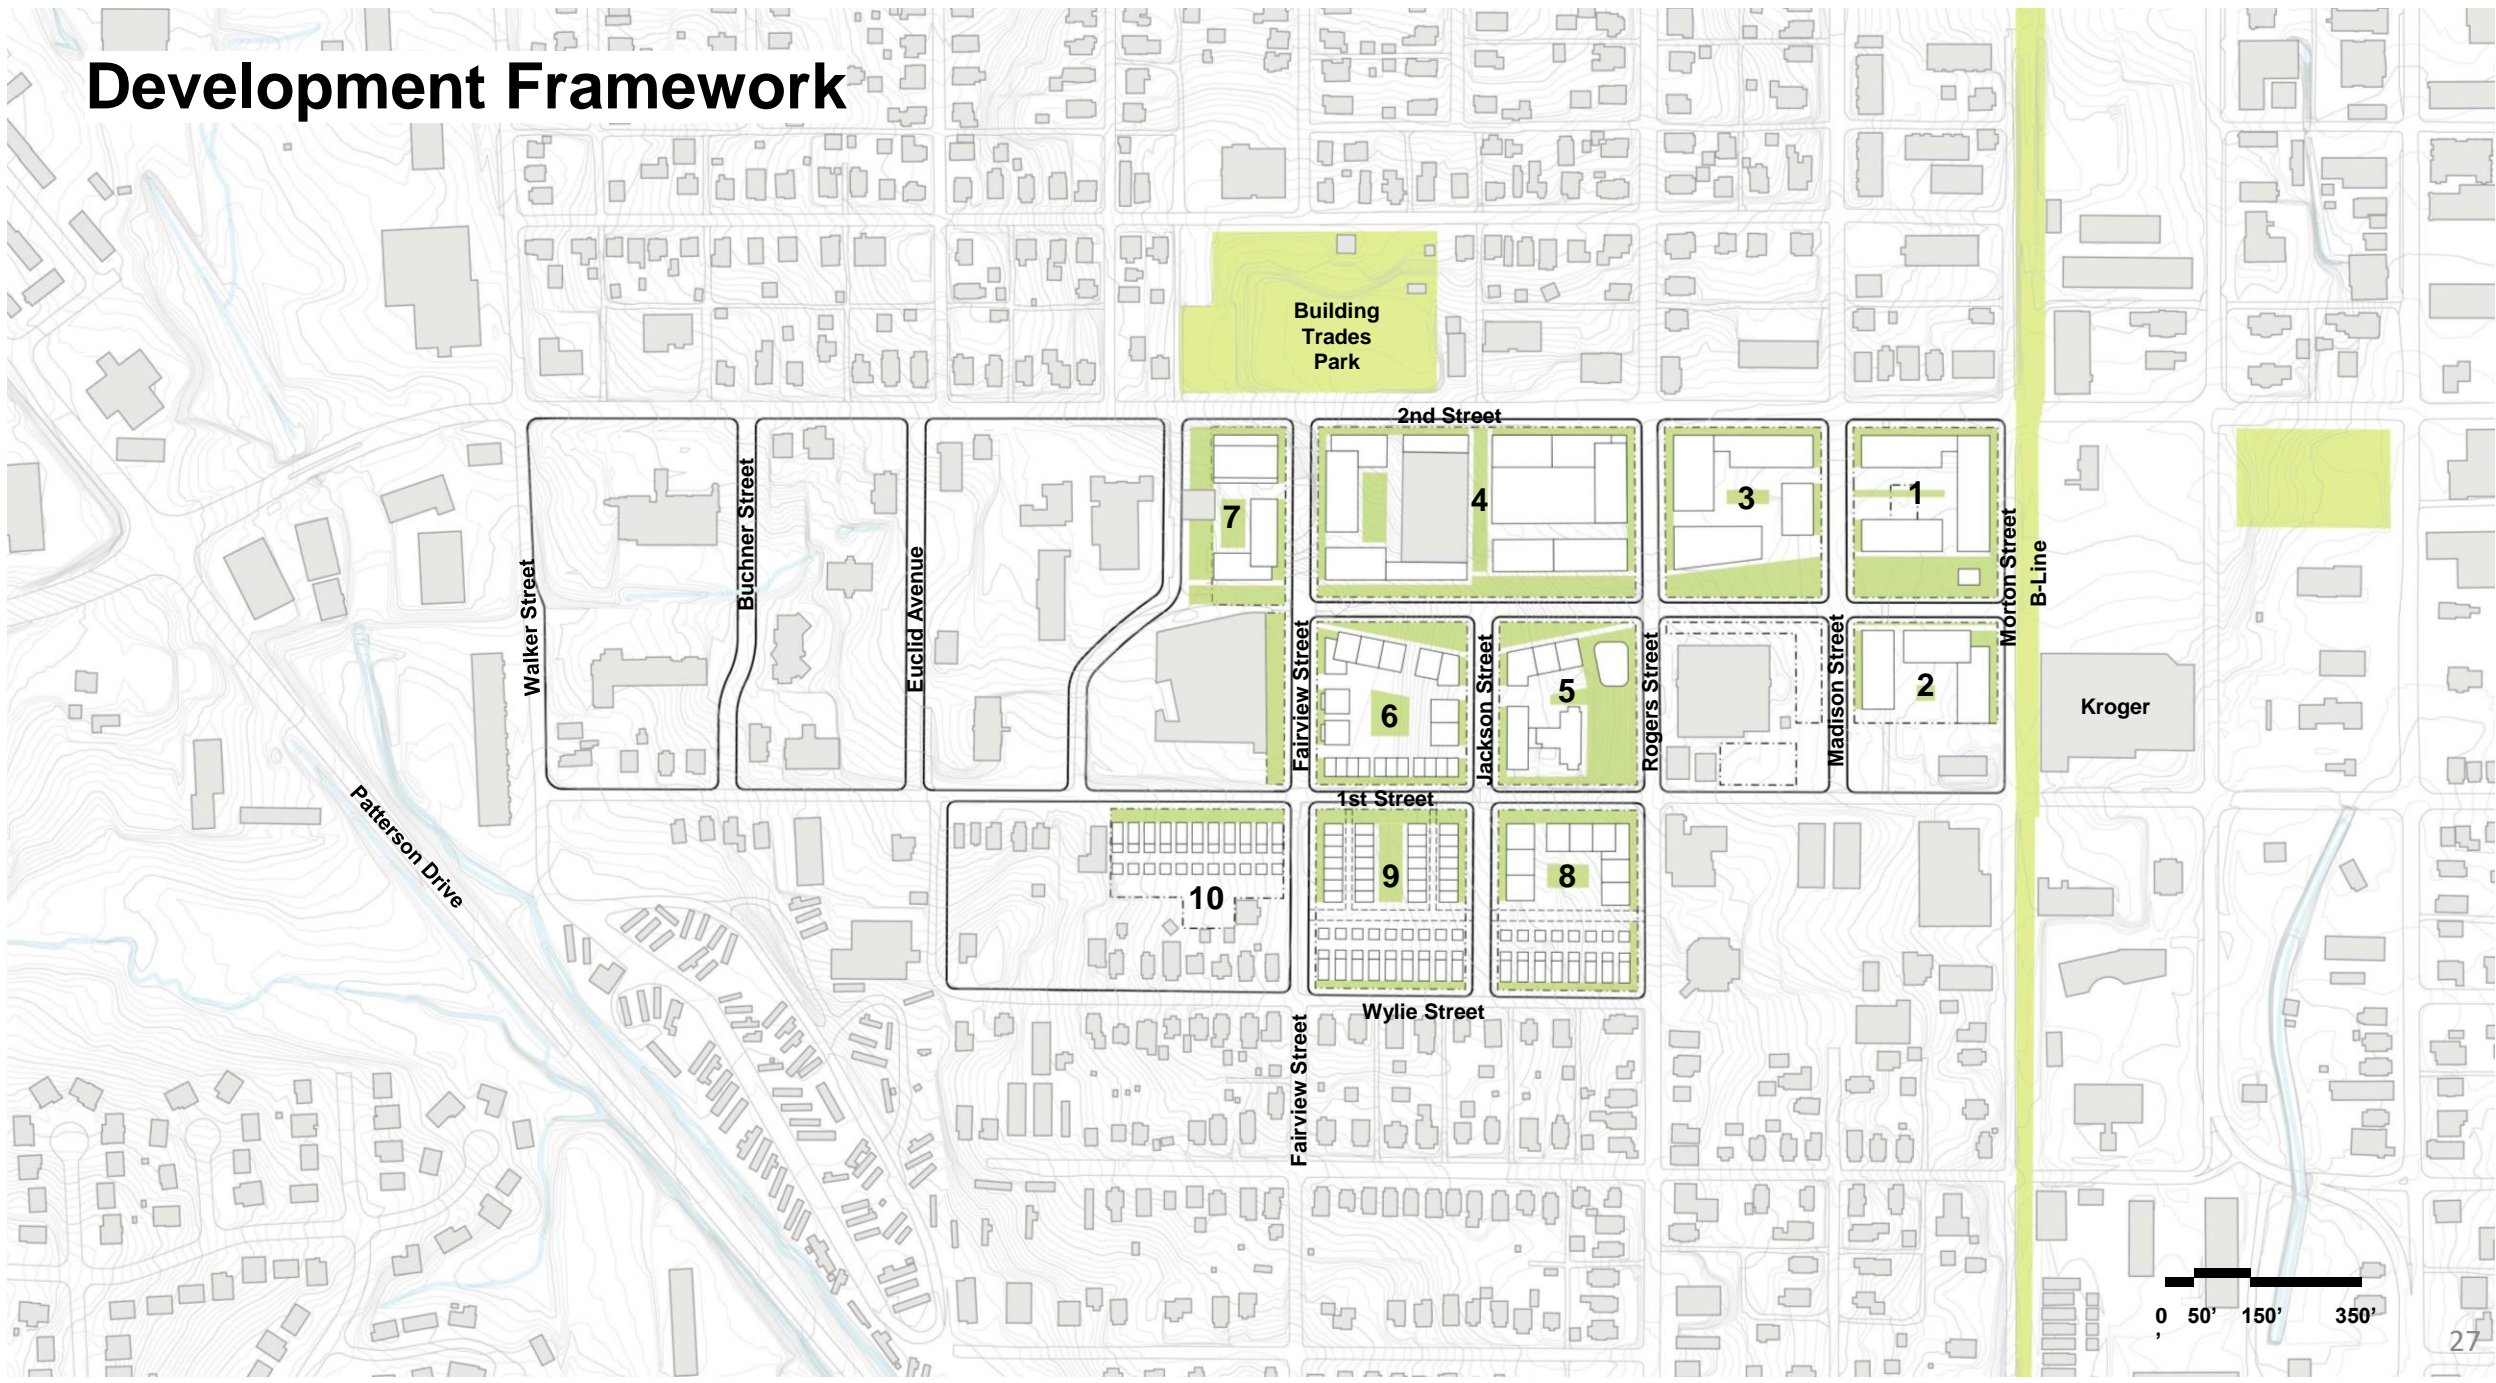 Development Framework
Building
Trades
Park
2nd Street
7
4
3
1
Walker Street
Buchner Street
Euclid Avenue
Fairview Street
Jackson Street
Rogers Street
Madison Street
Morton Street
B-Line
6
5
2
Kroger
1st Street
Patterson Drive
10
9
8
Wylie Street
Fairview Street
0 50’ 150’ 350’
’
27